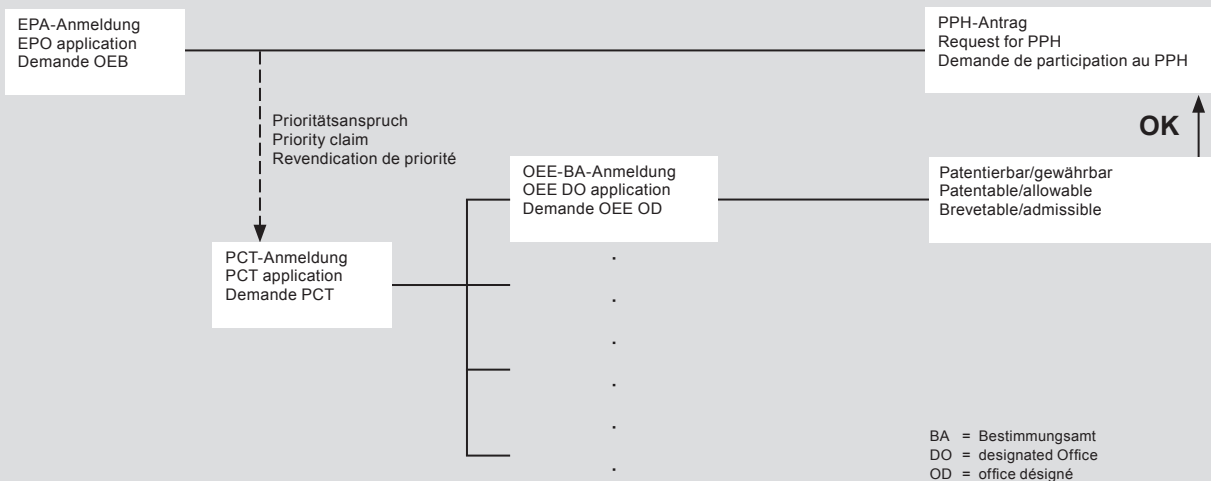 EPA-Anmeldung
EPO application
Demande OEB
PPH-Antrag
Request for PPH
Demande de participation au PPH
Prioritätsanspruch
Priority claim
Revendication de priorité
OK
OEE-BA-Anmeldung
OEE DO application
Demande OEE OD
Patentierbar/gewährbar
Patentable/allowable
Brevetable/admissible
PCT-Anmeldung
PCT application
Demande PCT
BA = Bestimmungsamt
DO = designated Office
OD = office désigné